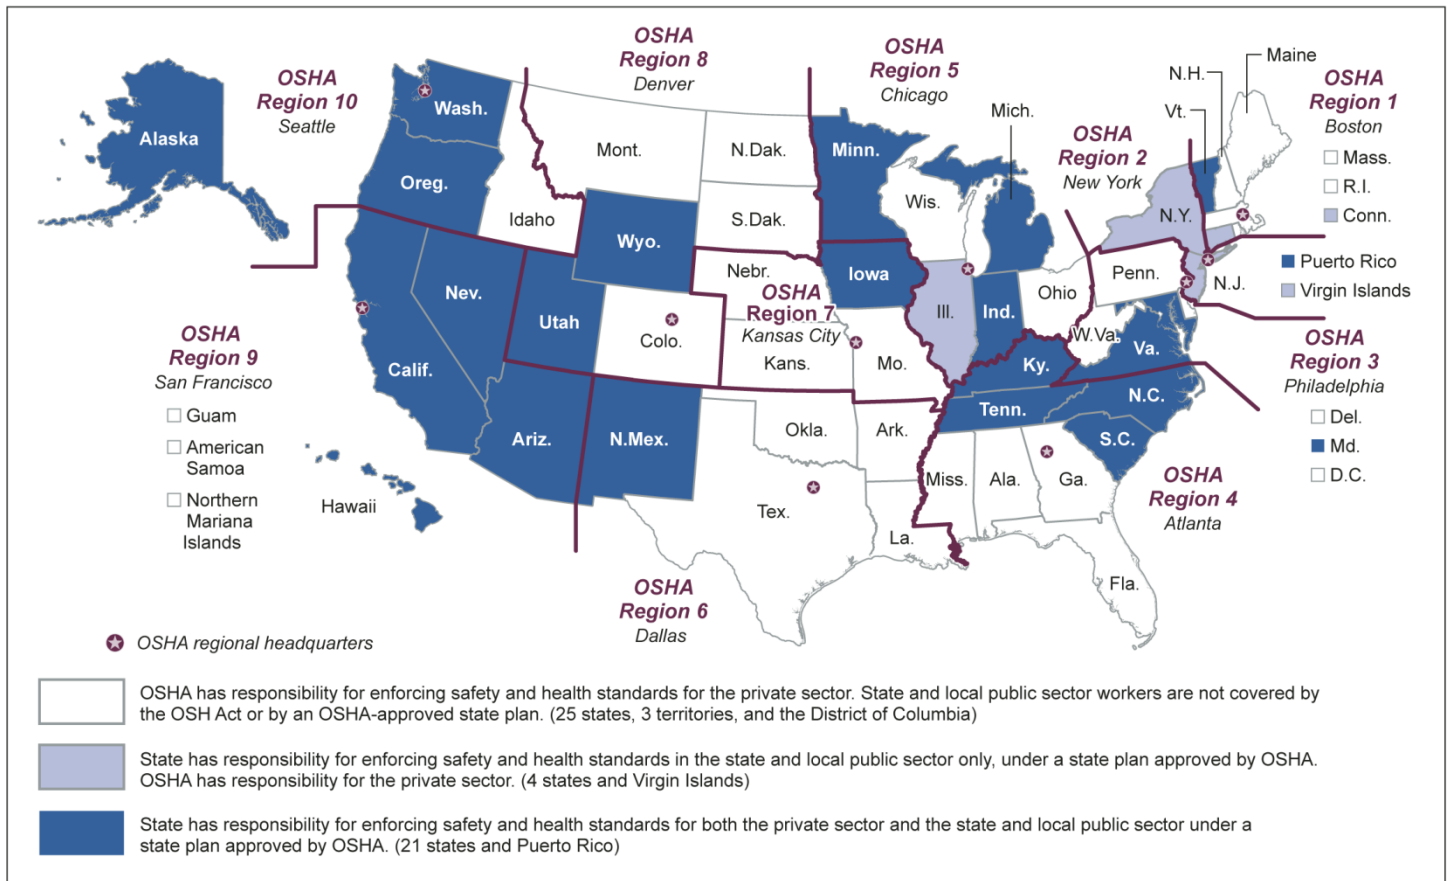 OSHA
Region 10
Seattle
OSHA
Region 8
Denver
OSHA
Region 5
Chicago
OSHA
Region 2
New York
OSHA
Region 1
Boston
Mass.
R.I.
Conn.
Puerto Rico
Virgin Islands
OSHA
Region 3
Philadelphia
Del.
Md.
D.C.
OSHA
Region 4
Atlanta
OSHA
Region 6
Dallas
OSHA
Region 7
Kansas City
OSHA
Region 9
San Francisco
Guam
American
Samoa
Northern
Mariana
Islands
Alaska
Wash.
Oreg.
Idaho
Mont.
N.Dak.
S.Dak.
Wyo.
Nebr.
Nev.
Utah
Colo.
Kans.
Calif.
Ariz.
N.Mex.
Hawaii
Okla.
Tex.
Ark.
La.
Mo.
Iowa
Minn.
Wis.
Mich.
Ill.
Ind.
Ohio
Ky.
Tenn.
Miss.
Ala.
Ga.
Fla.
S.C.
N.C.
Va.
W.Va.
Penn.
N.J.
N.Y.
Vt.
N.H.
Maine
OSHA regional headquarters
OSHA has responsibility for enforcing safety and health standards for the private sector. State and local public sector workers are not covered by
the OSH Act or by an OSHA-approved state plan. (25 states, 3 territories, and the District of Columbia)
State has responsibility for enforcing safety and health standards in the state and local public sector only, under a state plan approved by OSHA.
OSHA has responsibility for the private sector. (4 states and Virgin Islands)
State has responsibility for enforcing safety and health standards for both the private sector and the state and local public sector under a
state plan approved by OSHA. (21 states and Puerto Rico)